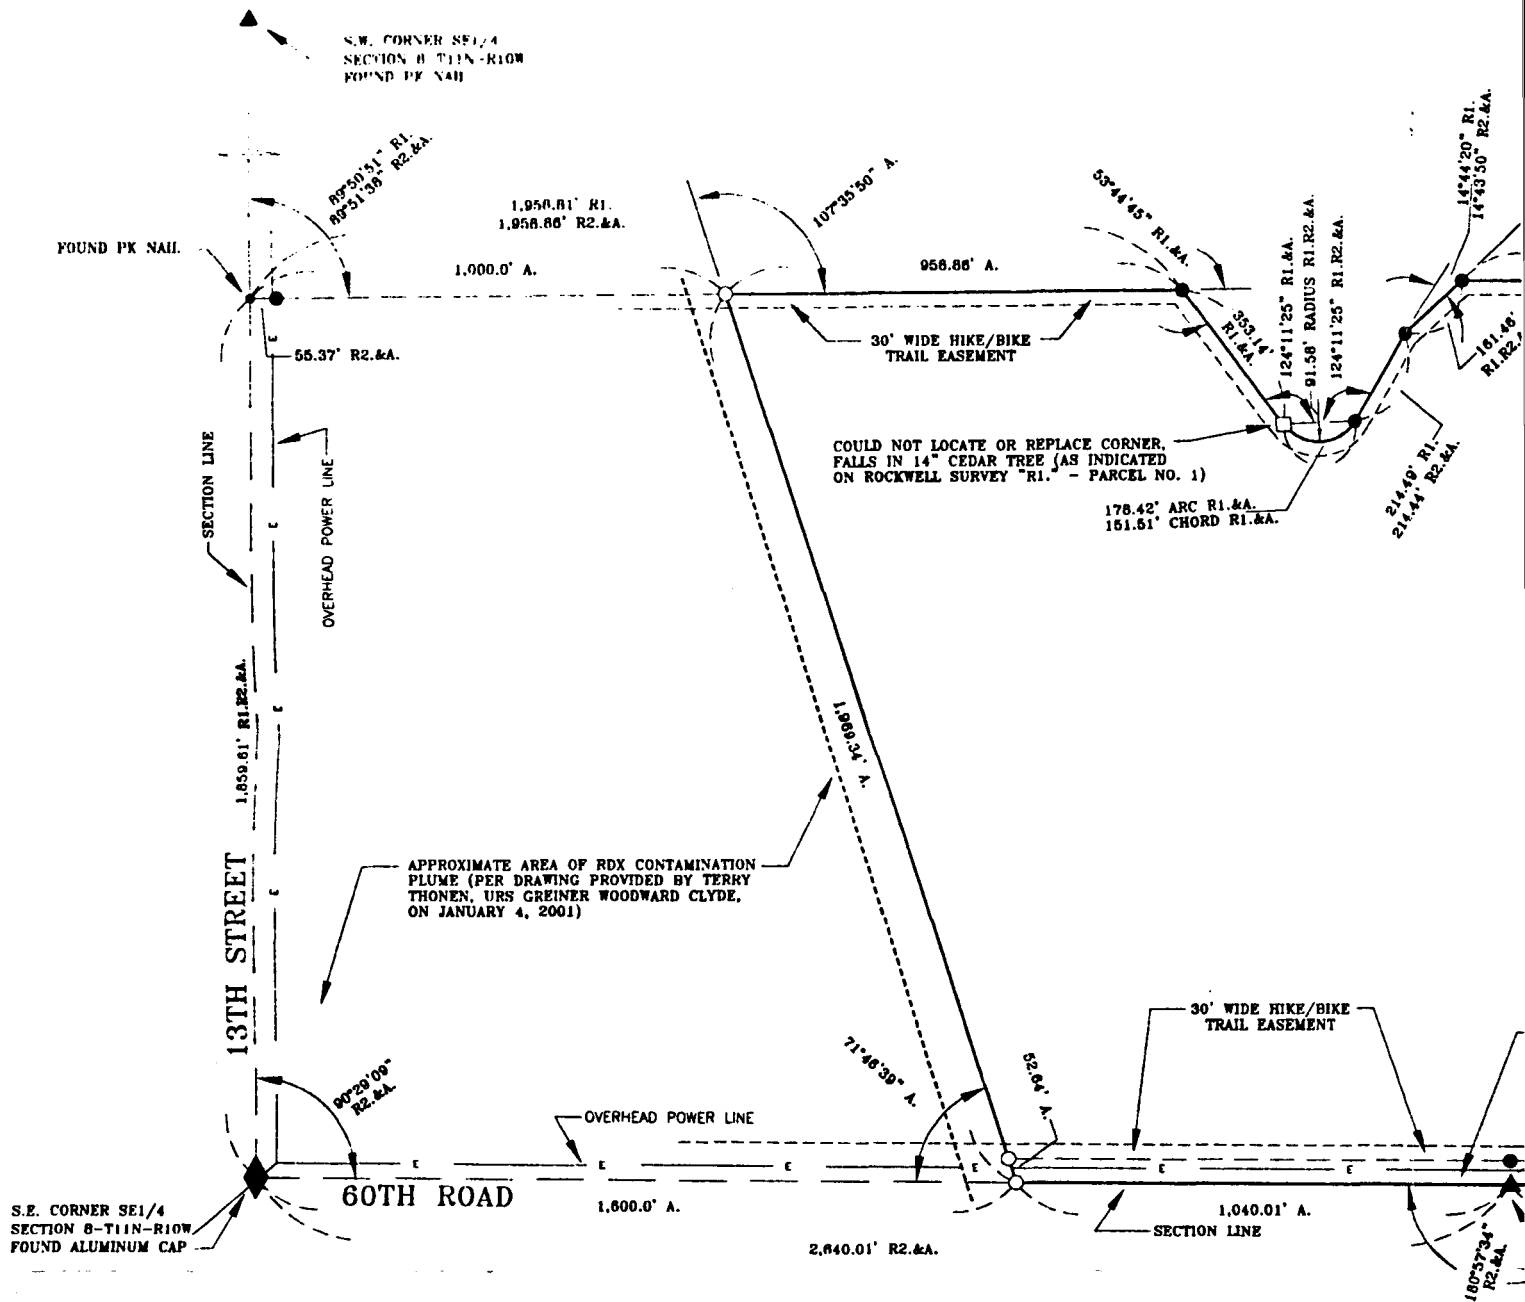 S.W. CORNER SE1/4
SECTION 8-T11N-R10W
FOUND PK NAIL
89°50'51" R1.
89°51'38" R2.&A.
1,958.81' R1.
1,958.86' R2.&A.
107°35'50" A.
53°44'45" R1.&A.
14°44'20" R1.
14°43'50" R2.&A.
FOUND PK NAIL
1,000.0' A.
958.86' A.
124°11'25" R1.&A.
91.58' RADIUS R1.R2.&A.
124°11'25" R1.R2.&A.
55.37' R2.&A.
30' WIDE HIKE/BIKE
TRAIL EASEMENT
353.14'
R1.&A.
161.46'
R1.R2.
COULD NOT LOCATE OR REPLACE CORNER,
FALLS IN 14" CEDAR TREE (AS INDICATED
ON ROCKWELL SURVEY "R1." - PARCEL NO. 1)
178.42' ARC R1.&A.
151.51' CHORD R1.&A.
214.49' R1.
214.44' R2.&A.
SECTION LINE
OVERHEAD POWER LINE
E
E
E
E
1,859.61' R1.R2.&A.
1,969.34' A.
13TH STREET
APPROXIMATE AREA OF RDX CONTAMINATION
PLUME (PER DRAWING PROVIDED BY TERRY
THONEN, URS GREINER WOODWARD CLYDE,
ON JANUARY 4, 2001)
30' WIDE HIKE/BIKE
TRAIL EASEMENT
90°29'09"
R2.&A.
71°46'39" A.
52.64' A.
OVERHEAD POWER LINE
E E E E E E
60TH ROAD
1,600.0' A.
S.E. CORNER SE1/4
SECTION 8-T11N-R10W
FOUND ALUMINUM CAP
1,040.01' A.
SECTION LINE
2,640.01' R2.&A.
180°57'34"
R2.&A.